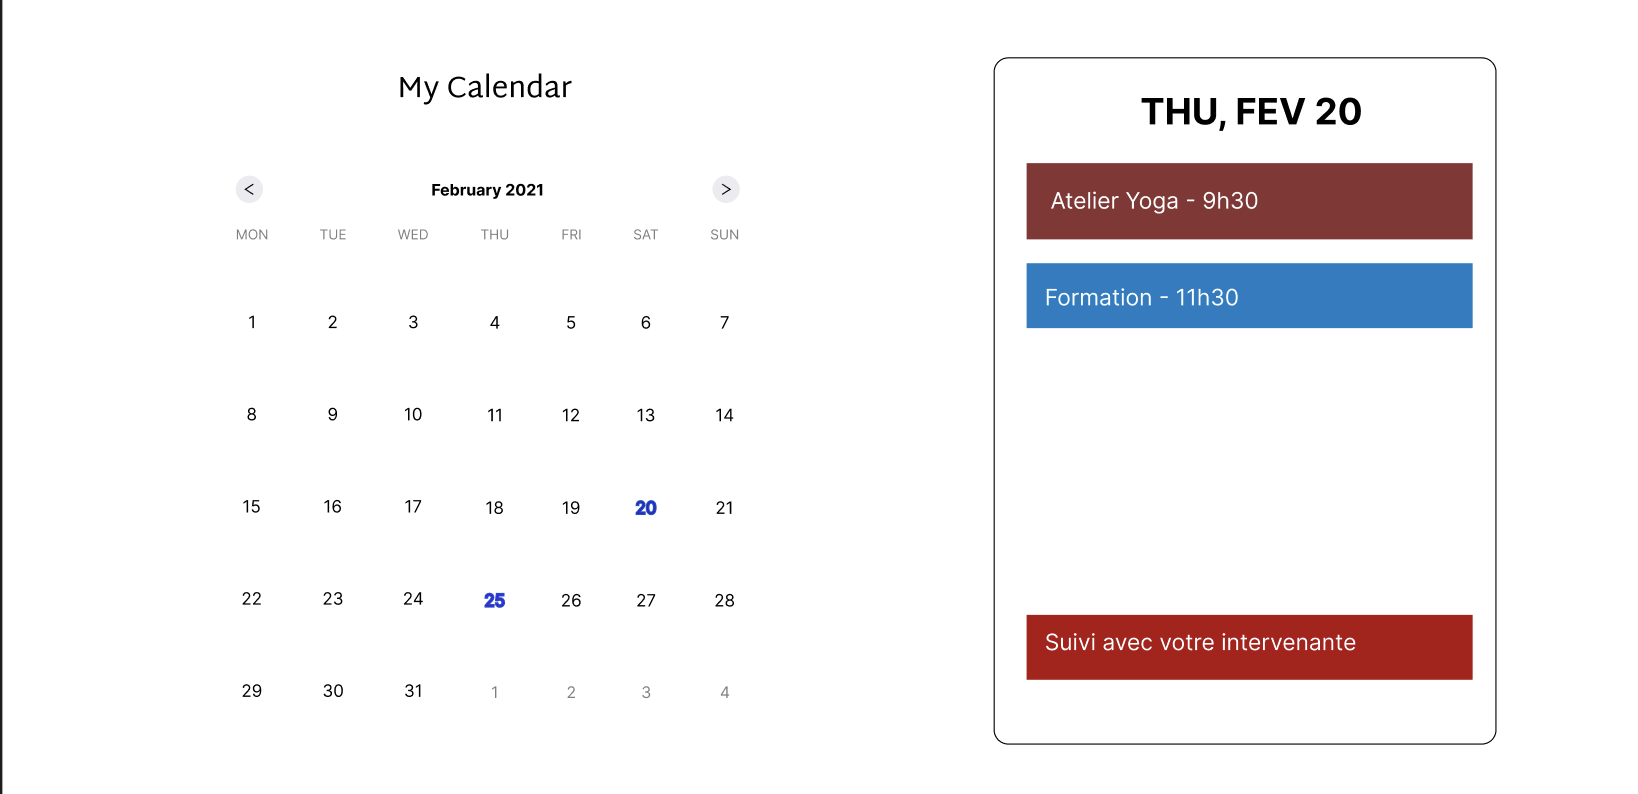 My Calendar
< February 2021 >
MON TUE WED THU FRI SAT SUN
1 2 3 4 5 6 7
8 9 10 11 12 13 14
15 16 17 18 19 20 21
22 23 24 25 26 27 28
29 30 31 1 2 3 4
THU, FEV 20
Atelier Yoga - 9h30
Formation - 11h30
Suivi avec votre intervenante